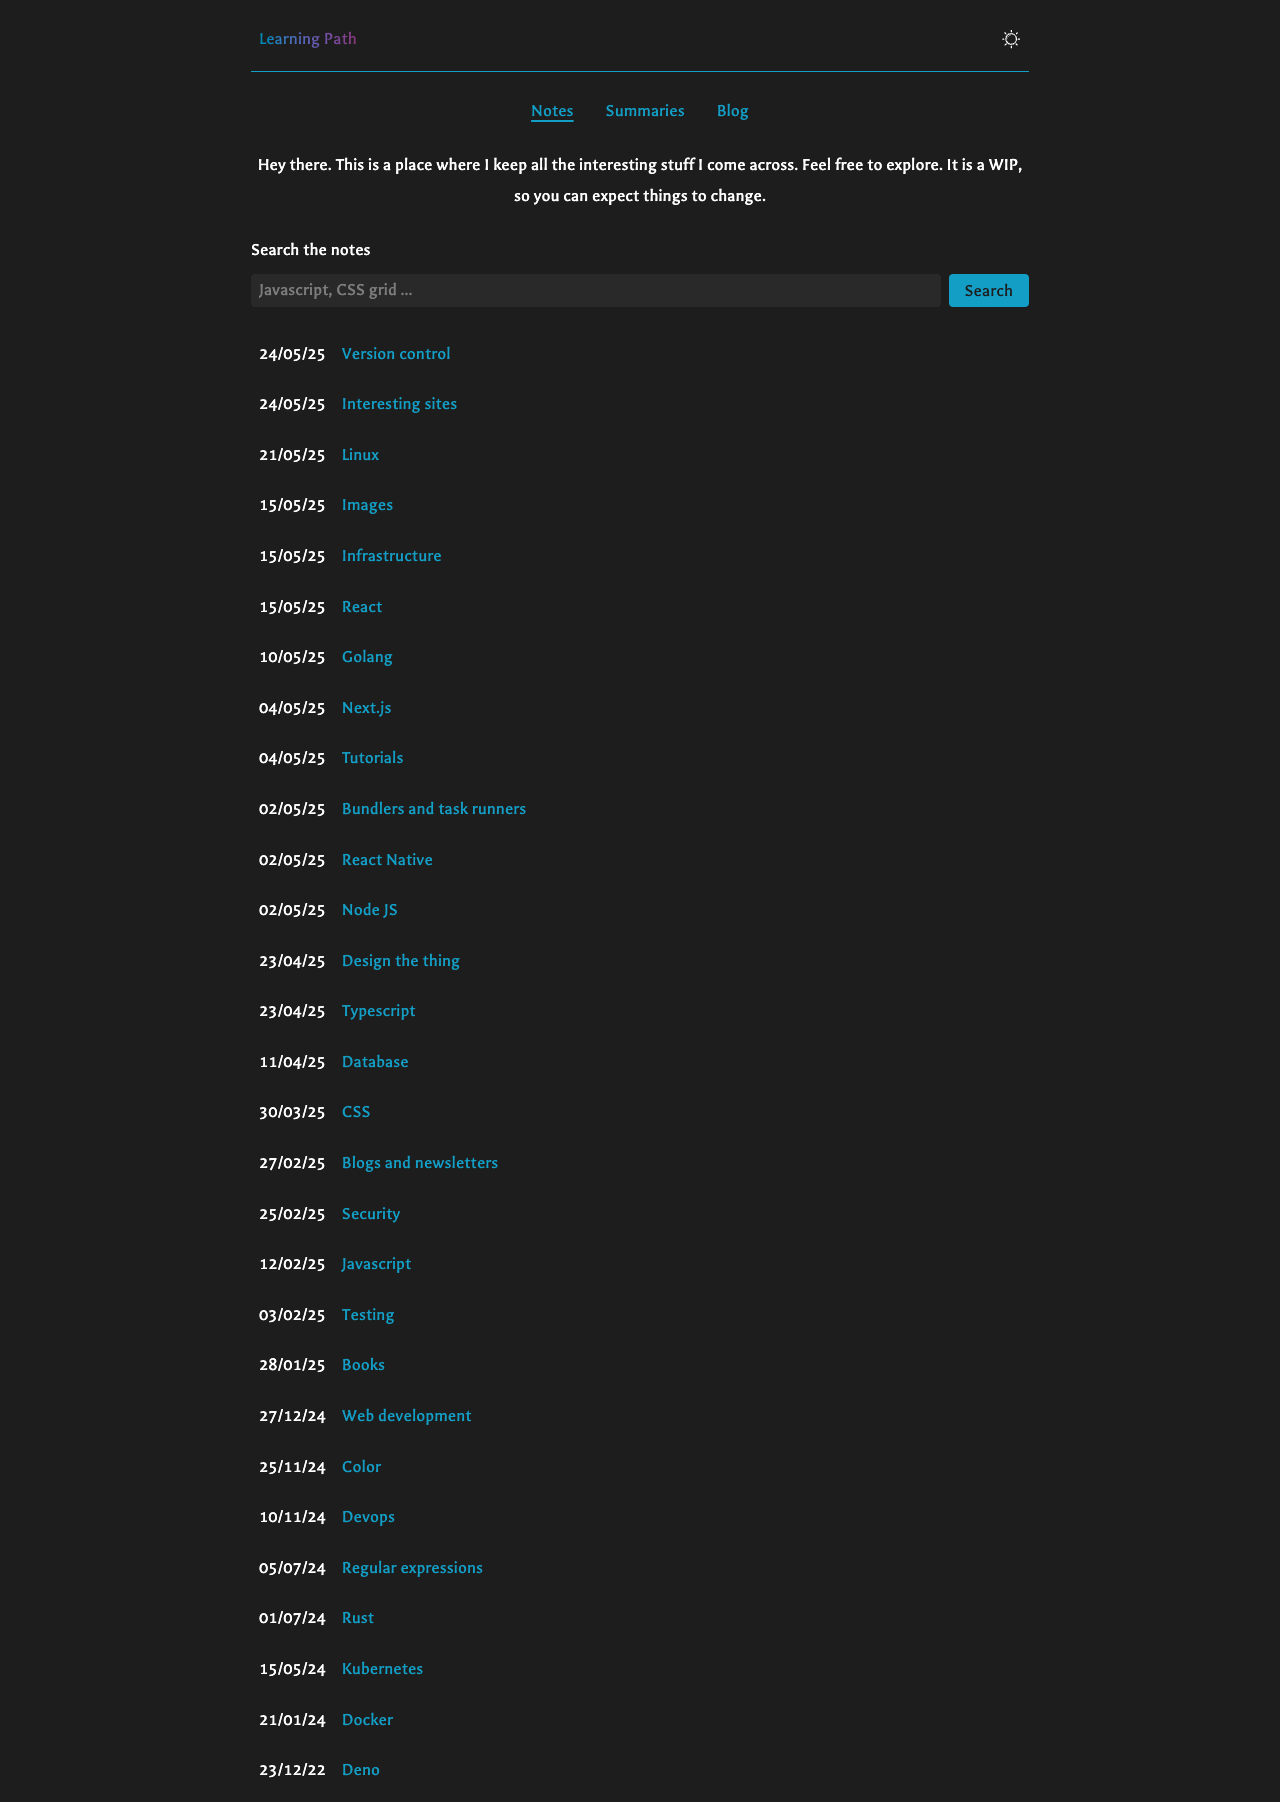 Learning Path
Notes Summaries Blog
Hey there. This is a place where I keep all the interesting stuff I come across. Feel free to explore. It is a WIP,
so you can expect things to change.
Search the notes
Javascript, CSS grid ... Search
24/05/25 Version control
24/05/25 Interesting sites
21/05/25 Linux
15/05/25 Images
15/05/25 Infrastructure
15/05/25 React
10/05/25 Golang
04/05/25 Next.js
04/05/25 Tutorials
02/05/25 Bundlers and task runners
02/05/25 React Native
02/05/25 Node JS
23/04/25 Design the thing
23/04/25 Typescript
11/04/25 Database
30/03/25 CSS
27/02/25 Blogs and newsletters
25/02/25 Security
12/02/25 Javascript
03/02/25 Testing
28/01/25 Books
27/12/24 Web development
25/11/24 Color
10/11/24 Devops
05/07/24 Regular expressions
01/07/24 Rust
15/05/24 Kubernetes
21/01/24 Docker
23/12/22 Deno